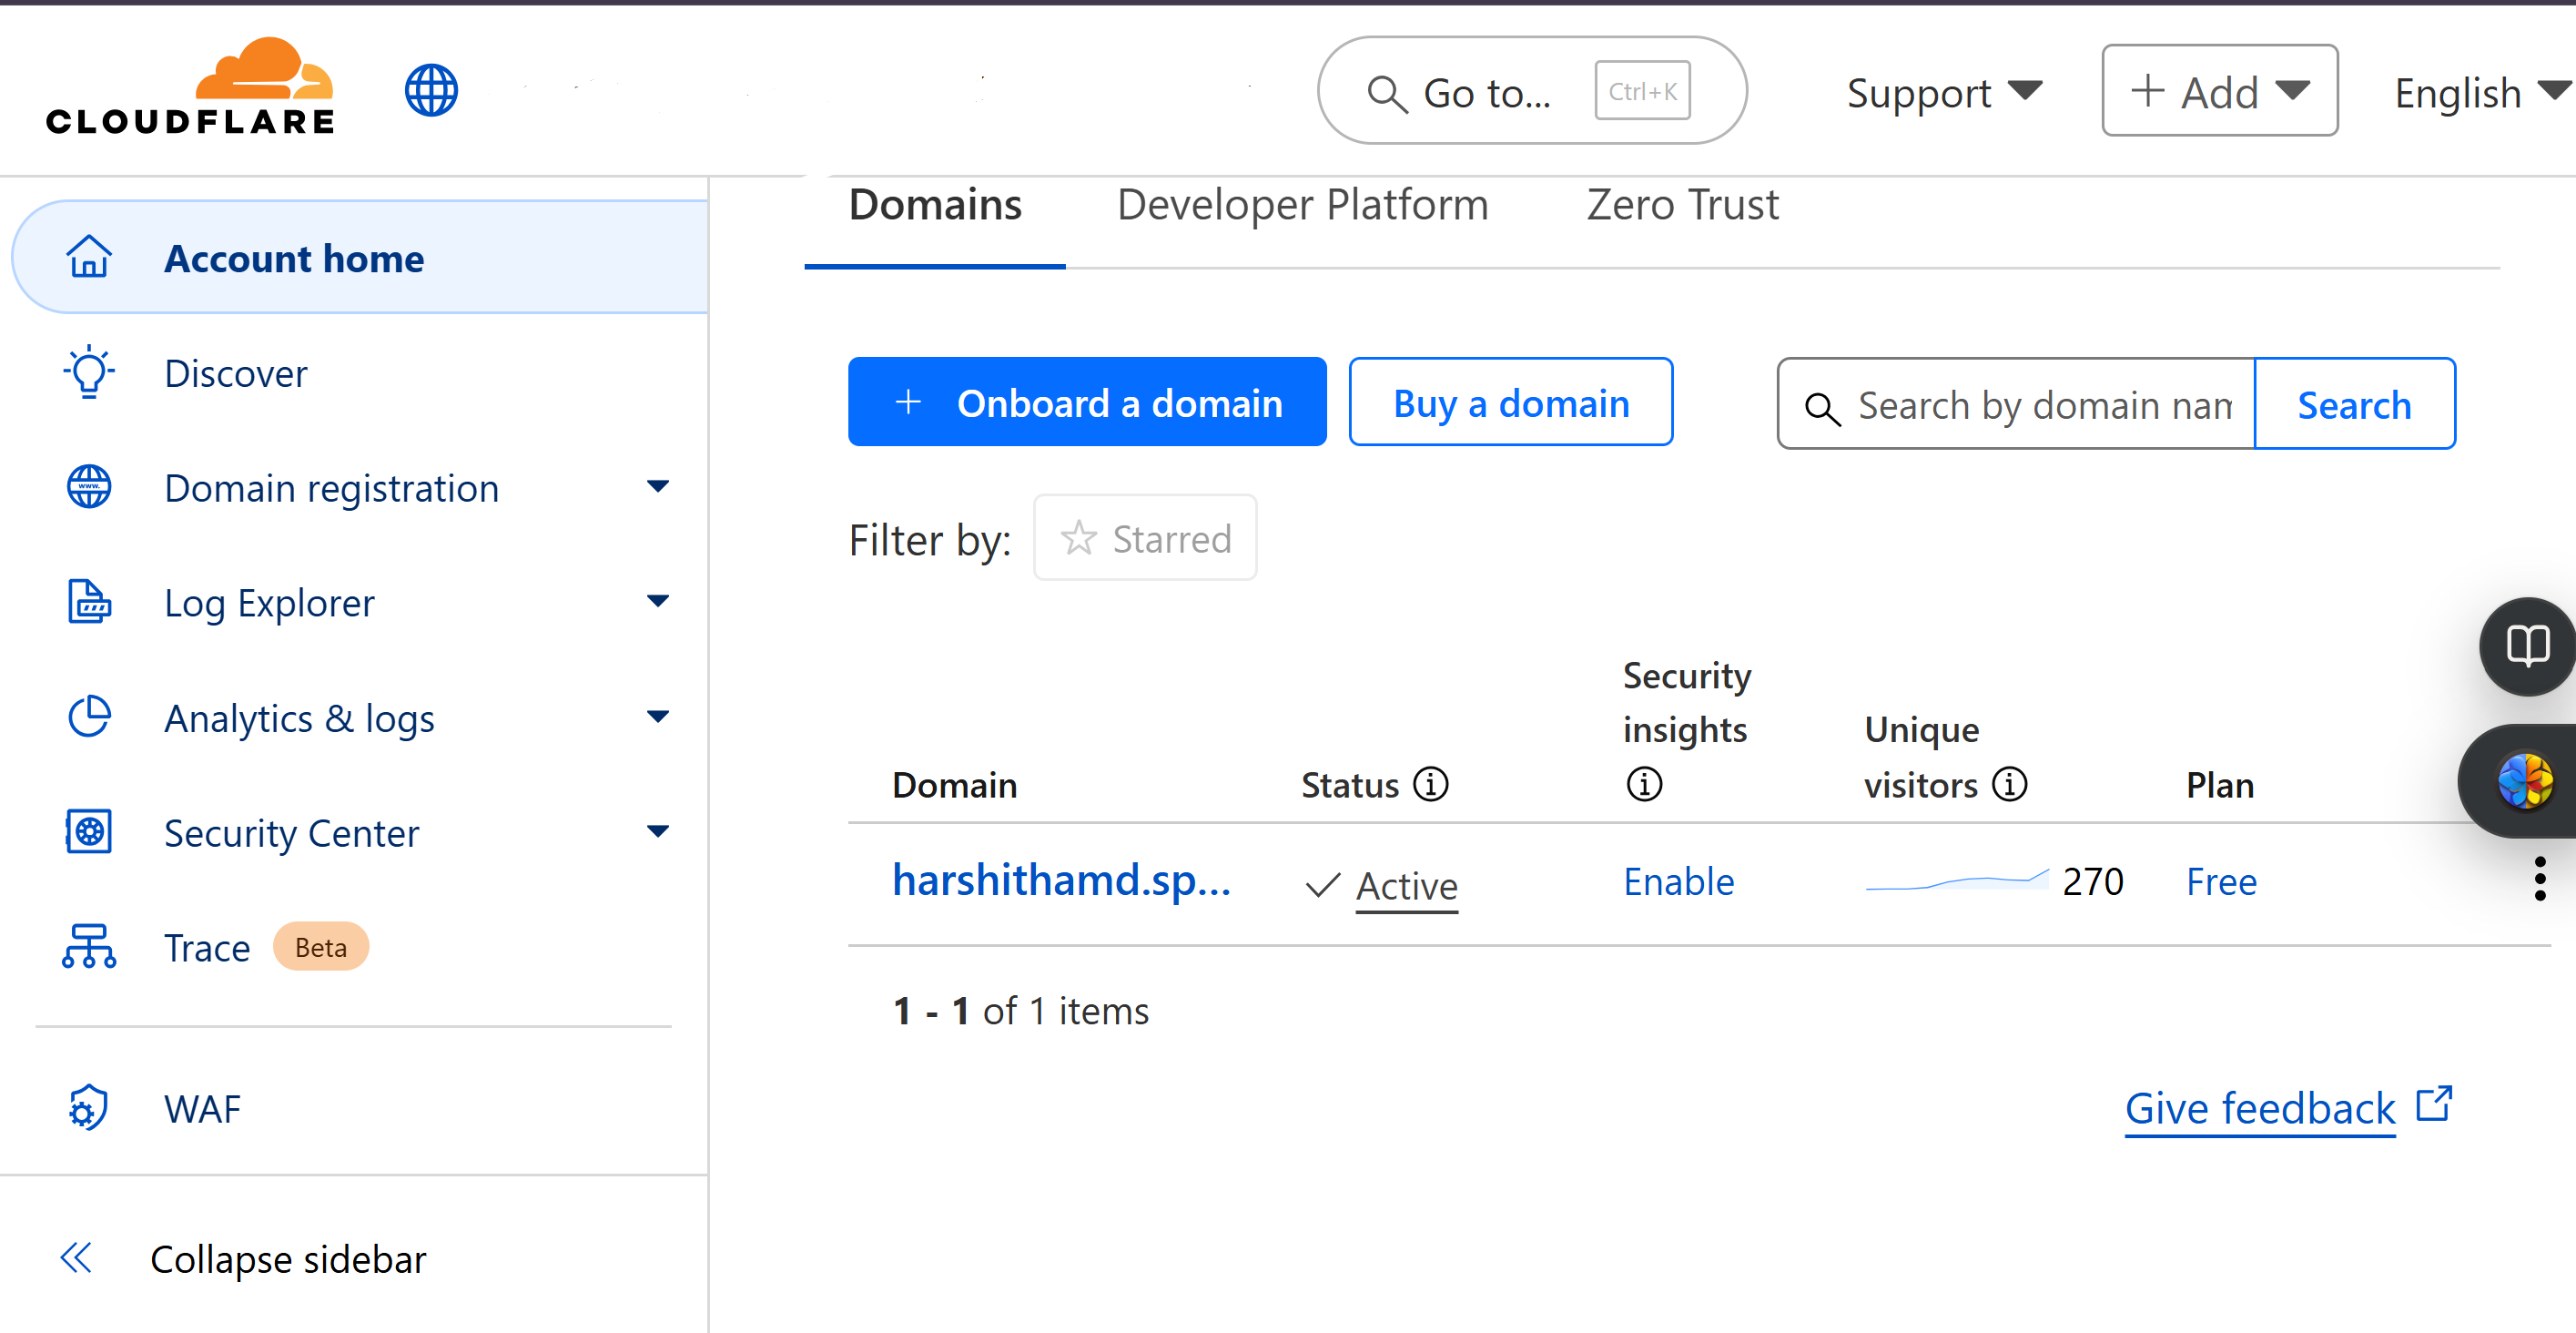 CLOUDFLARE
Go to... Ctrl+K
Support
+ Add
English
Account home
Discover
Domain registration
Log Explorer
Analytics & logs
Security Center
Trace Beta
WAF
Collapse sidebar
Domains Developer Platform Zero Trust
+ Onboard a domain
Buy a domain
Search by domain nam
Search
Filter by: Starred
Domain
Status
Security
insights
Unique
visitors
Plan
harshithamd.sp...
Active
Enable
270
Free
1 - 1 of 1 items
Give feedback